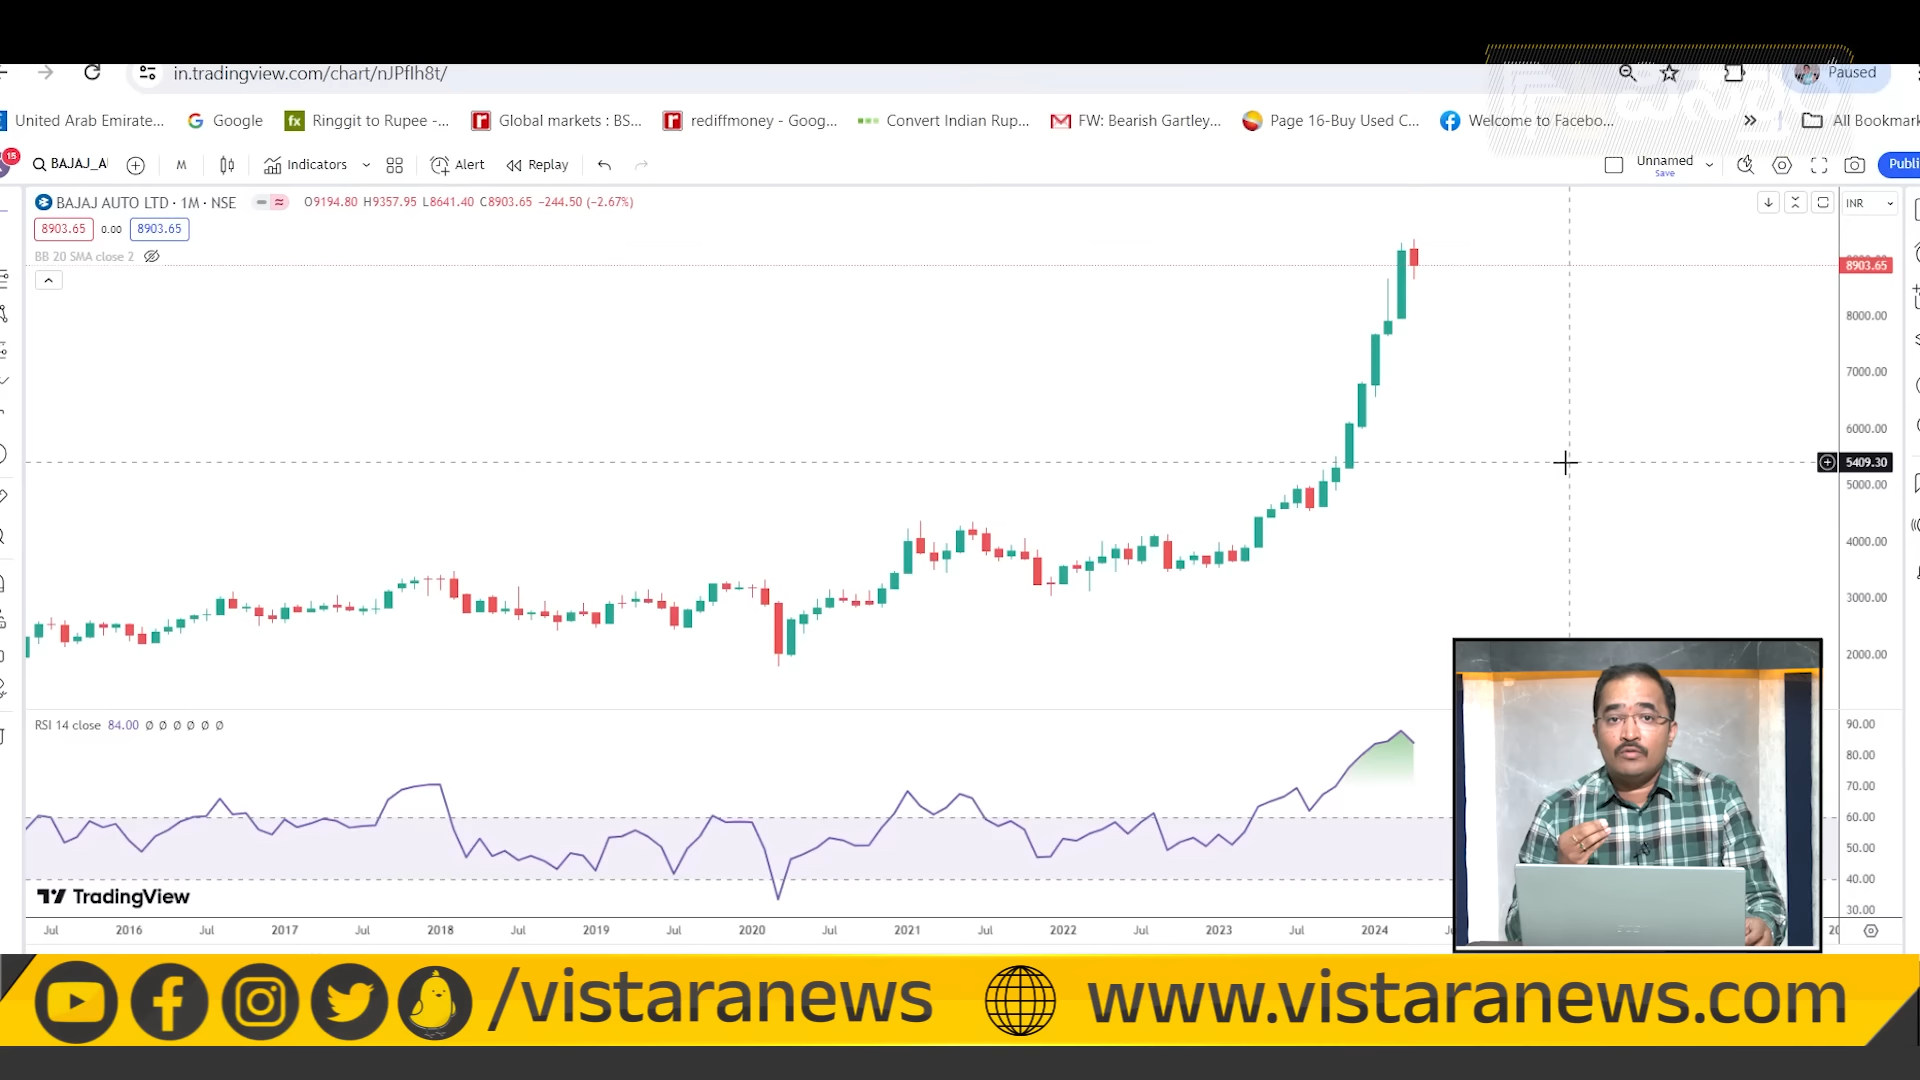 in.tradingview.com/chart/nJPfIh8t/
Paused
United Arab Emirate...
Google
fx
Ringgit to Rupee -...
Global markets : BS...
rediffmoney - Goog...
Convert Indian Rup...
FW: Bearish Gartley...
Page 16-Buy Used C...
Welcome to Facebo...
All Bookmark
15
BAJAJ_A
M
Indicators
Alert
Replay
Unnamed
Save
Publi
BAJAJ AUTO LTD · 1M · NSE
O9194.80 H9357.95 L8641.40 C8903.65 −244.50 (−2.67%)
INR
8903.65 0.00 8903.65
BB 20 SMA close 2
8903.65
8000.00
7000.00
6000.00
5409.30
5000.00
4000.00
3000.00
2000.00
RSI 14 close 84.00 Ø Ø Ø Ø Ø Ø
90.00
80.00
70.00
60.00
50.00
40.00
30.00
TradingView
Jul 2016 Jul 2017 Jul 2018 Jul 2019 Jul 2020 Jul 2021 Jul 2022 Jul 2023 Jul 2024
/vistaranews
www.vistaranews.com